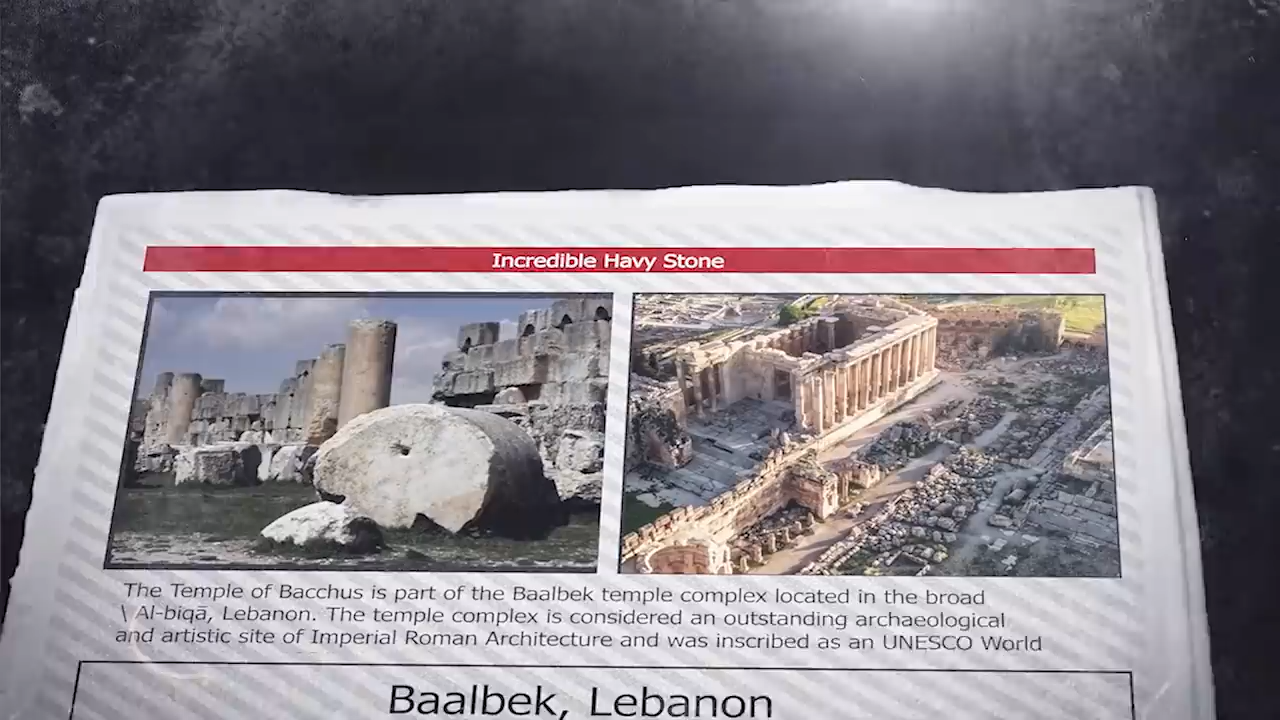 Incredible Havy Stone
The Temple of Bacchus is part of the Baalbek temple complex located in the broad
\ Al-biqā, Lebanon. The temple complex is considered an outstanding archaeological
and artistic site of Imperial Roman Architecture and was inscribed as an UNESCO World
Baalbek, Lebanon